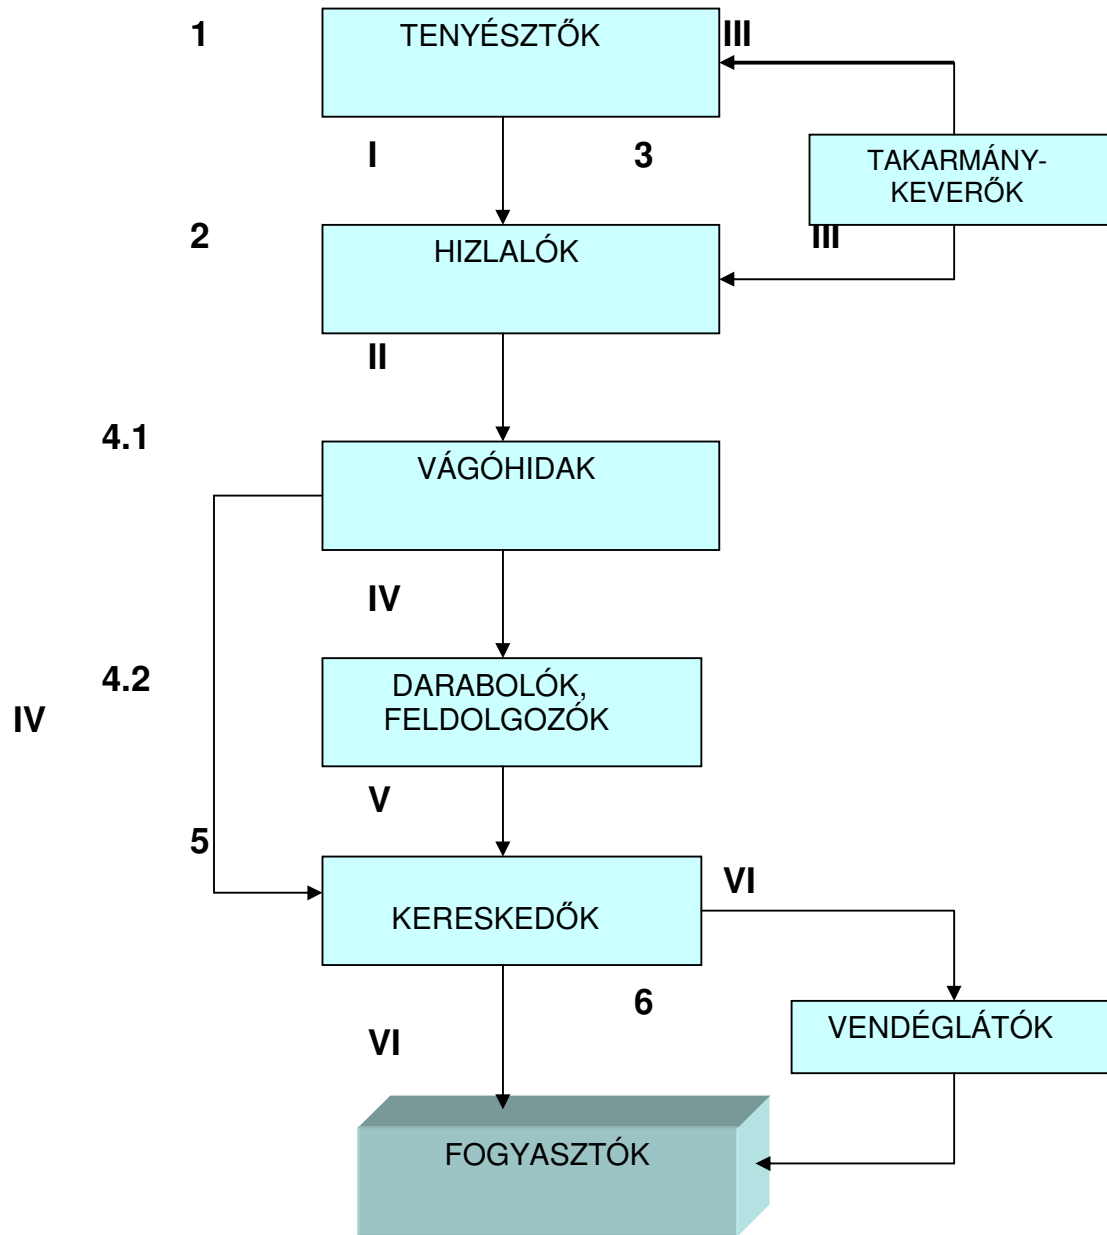 1
TENYÉSZTŐK
III
I
3
TAKARMÁNY-
KEVERŐK
2
HIZLALÓK
III
II
4.1
VÁGÓHIDAK
IV
4.2
DARABOLÓK,
FELDOLGOZÓK
IV
V
5
KERESKEDŐK
VI
6
VI
VENDÉGLÁTÓK
FOGYASZTÓK